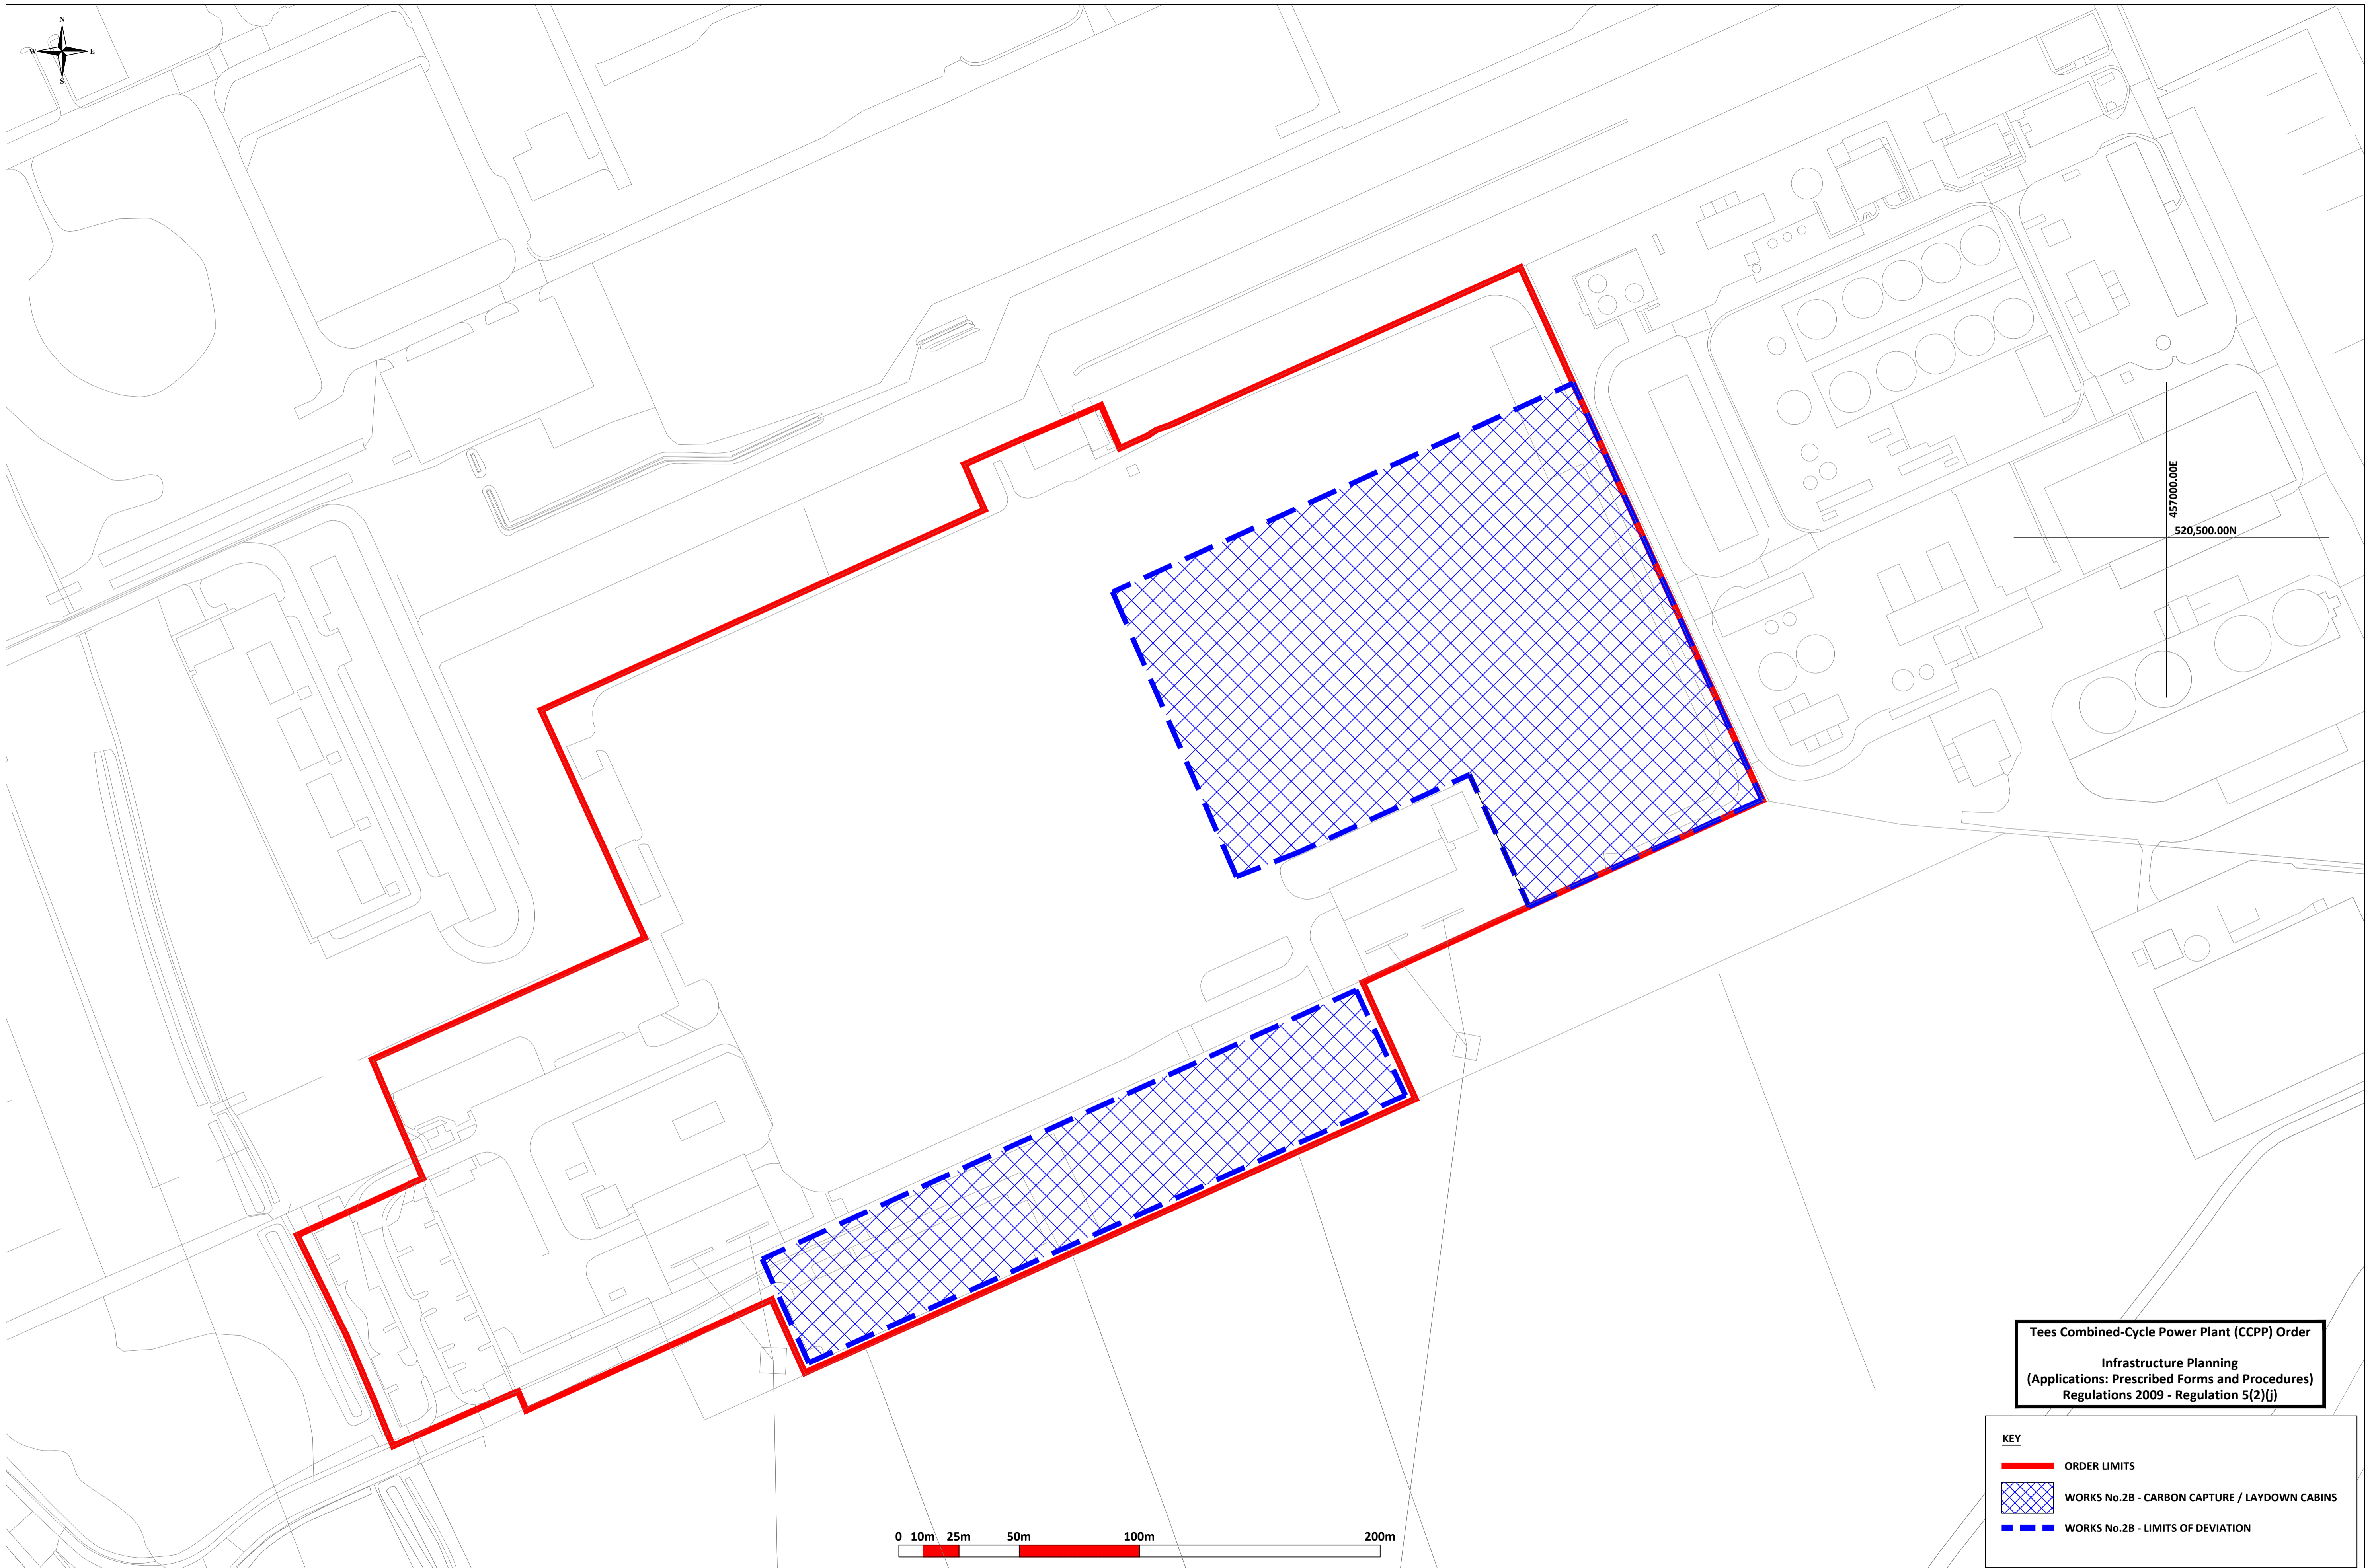 N
W E
S
457000.00E
520,500.00N
Tees Combined-Cycle Power Plant (CCPP) Order
Infrastructure Planning
(Applications: Prescribed Forms and Procedures)
Regulations 2009 - Regulation 5(2)(j)
KEY
ORDER LIMITS
WORKS No.2B - CARBON CAPTURE / LAYDOWN CABINS
WORKS No.2B - LIMITS OF DEVIATION
0 10m 25m 50m 100m 200m